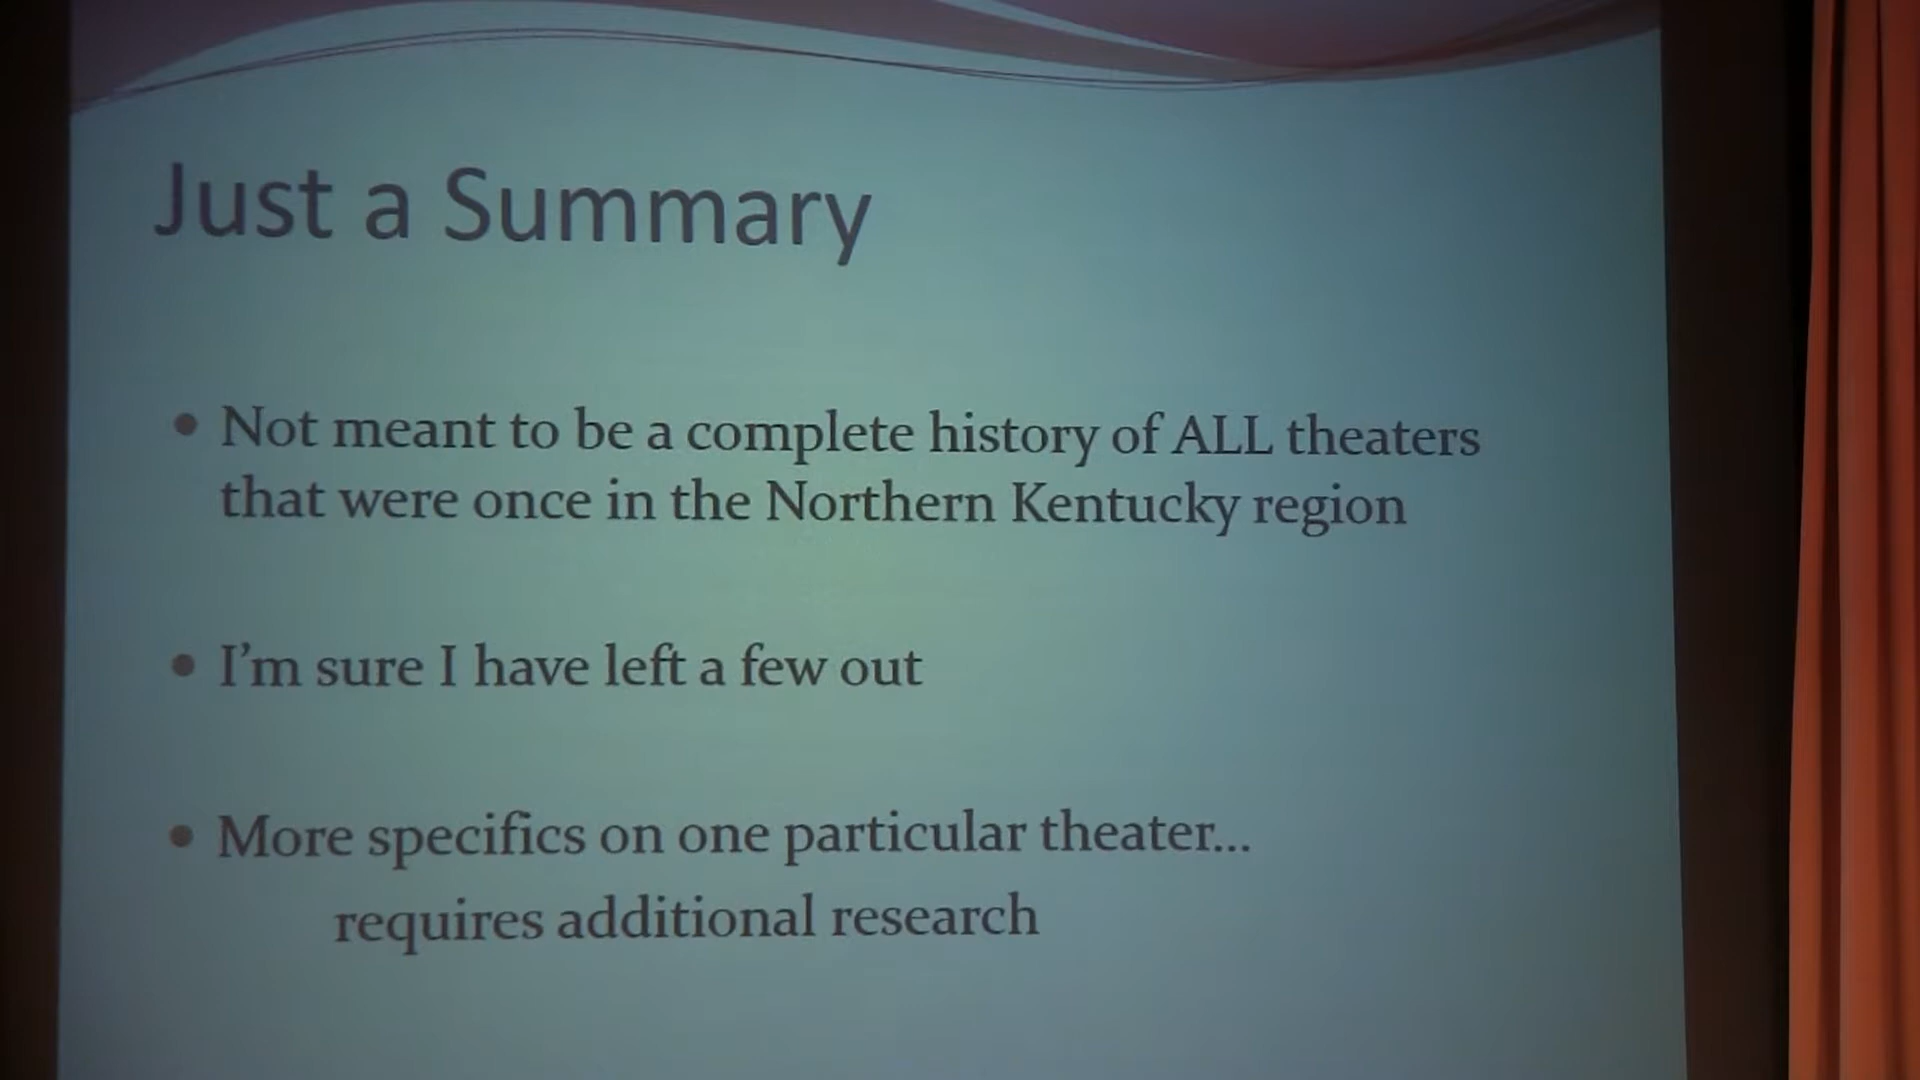 Just a Summary
• Not meant to be a complete history of ALL theaters
that were once in the Northern Kentucky region
• I'm sure I have left a few out
• More specifics on one particular theater...
requires additional research